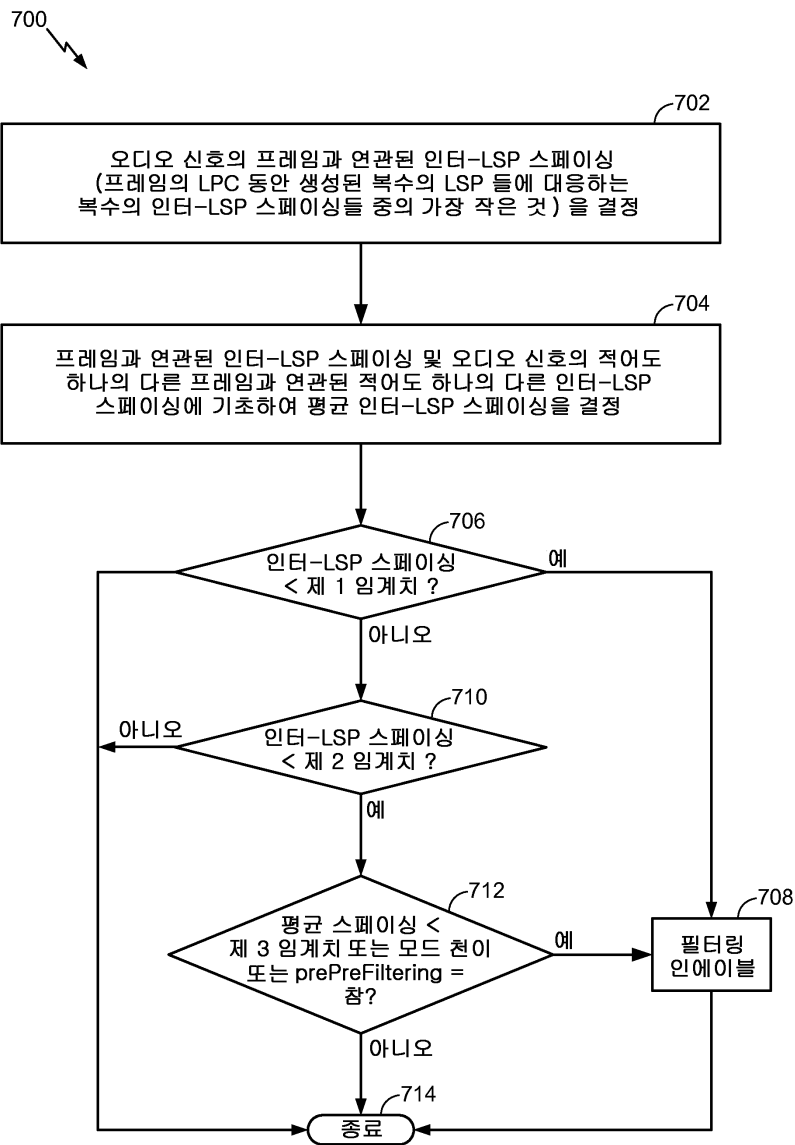 700
702
오디오 신호의 프레임과 연관된 인터-LSP 스페이싱
(프레임의 LPC 동안 생성된 복수의 LSP 들에 대응하는
복수의 인터-LSP 스페이싱들 중의 가장 작은 것) 을 결정
704
프레임과 연관된 인터-LSP 스페이싱 및 오디오 신호의 적어도
하나의 다른 프레임과 연관된 적어도 하나의 다른 인터-LSP
스페이싱에 기초하여 평균 인터-LSP 스페이싱을 결정
706
인터-LSP 스페이싱
< 제 1 임계치 ?
예
아니오
710
아니오
인터-LSP 스페이싱
< 제 2 임계치 ?
예
712
평균 스페이싱 <
제 3 임계치 또는 모드 천이
또는 prePreFiltering =
참?
예
708
필터링
인에이블
아니오
714
종료